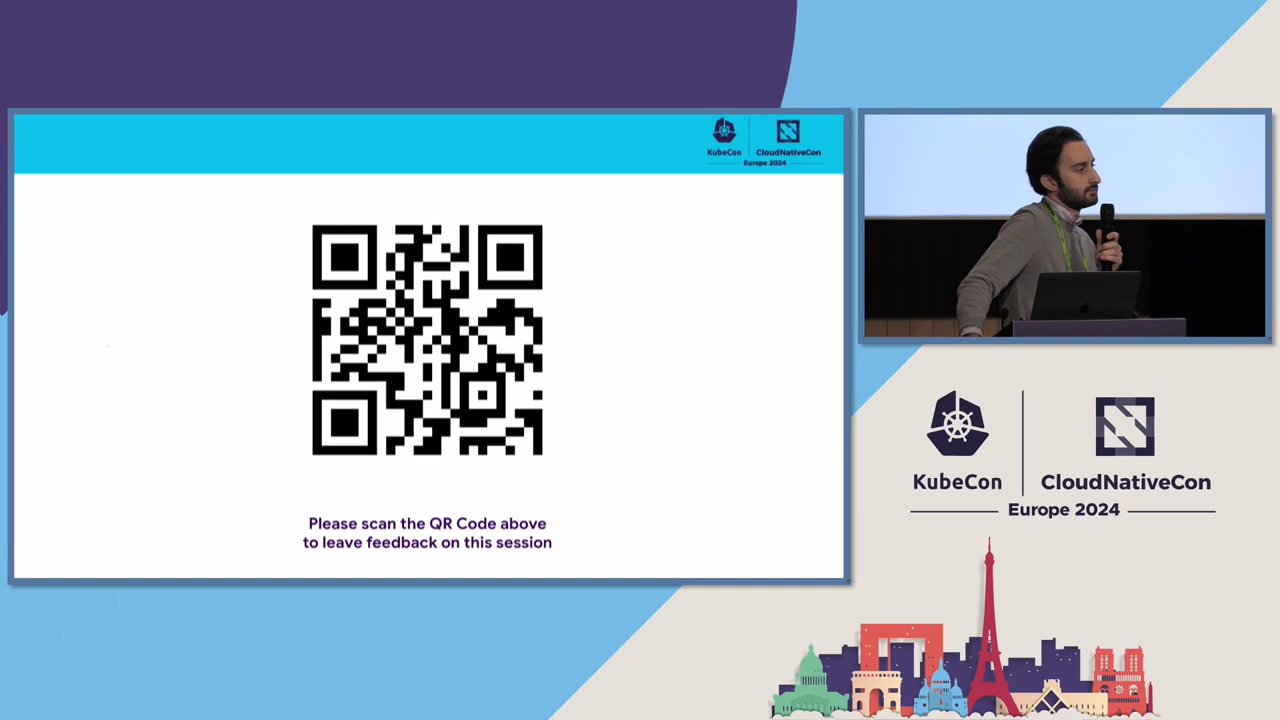 KubeCon
CloudNativeCon
Europe 2024
Please scan the QR Code above
to leave feedback on this session
KubeCon
CloudNativeCon
Europe 2024